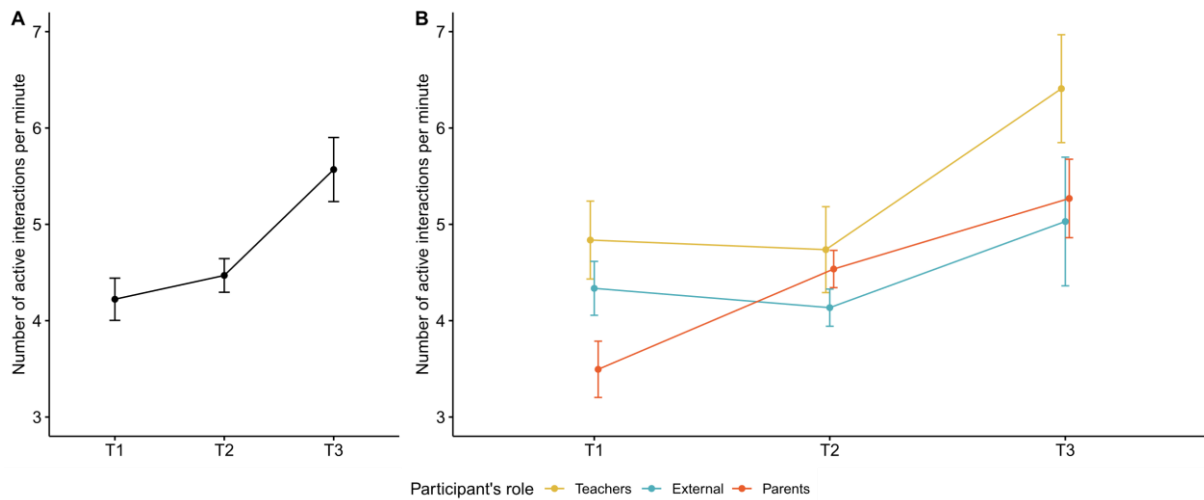 A
Number of active interactions per minute
7
6
5
4
3
T1 T2 T3
B
Number of active interactions per minute
7
6
5
4
3
T1 T2 T3
Participant's role Teachers External Parents